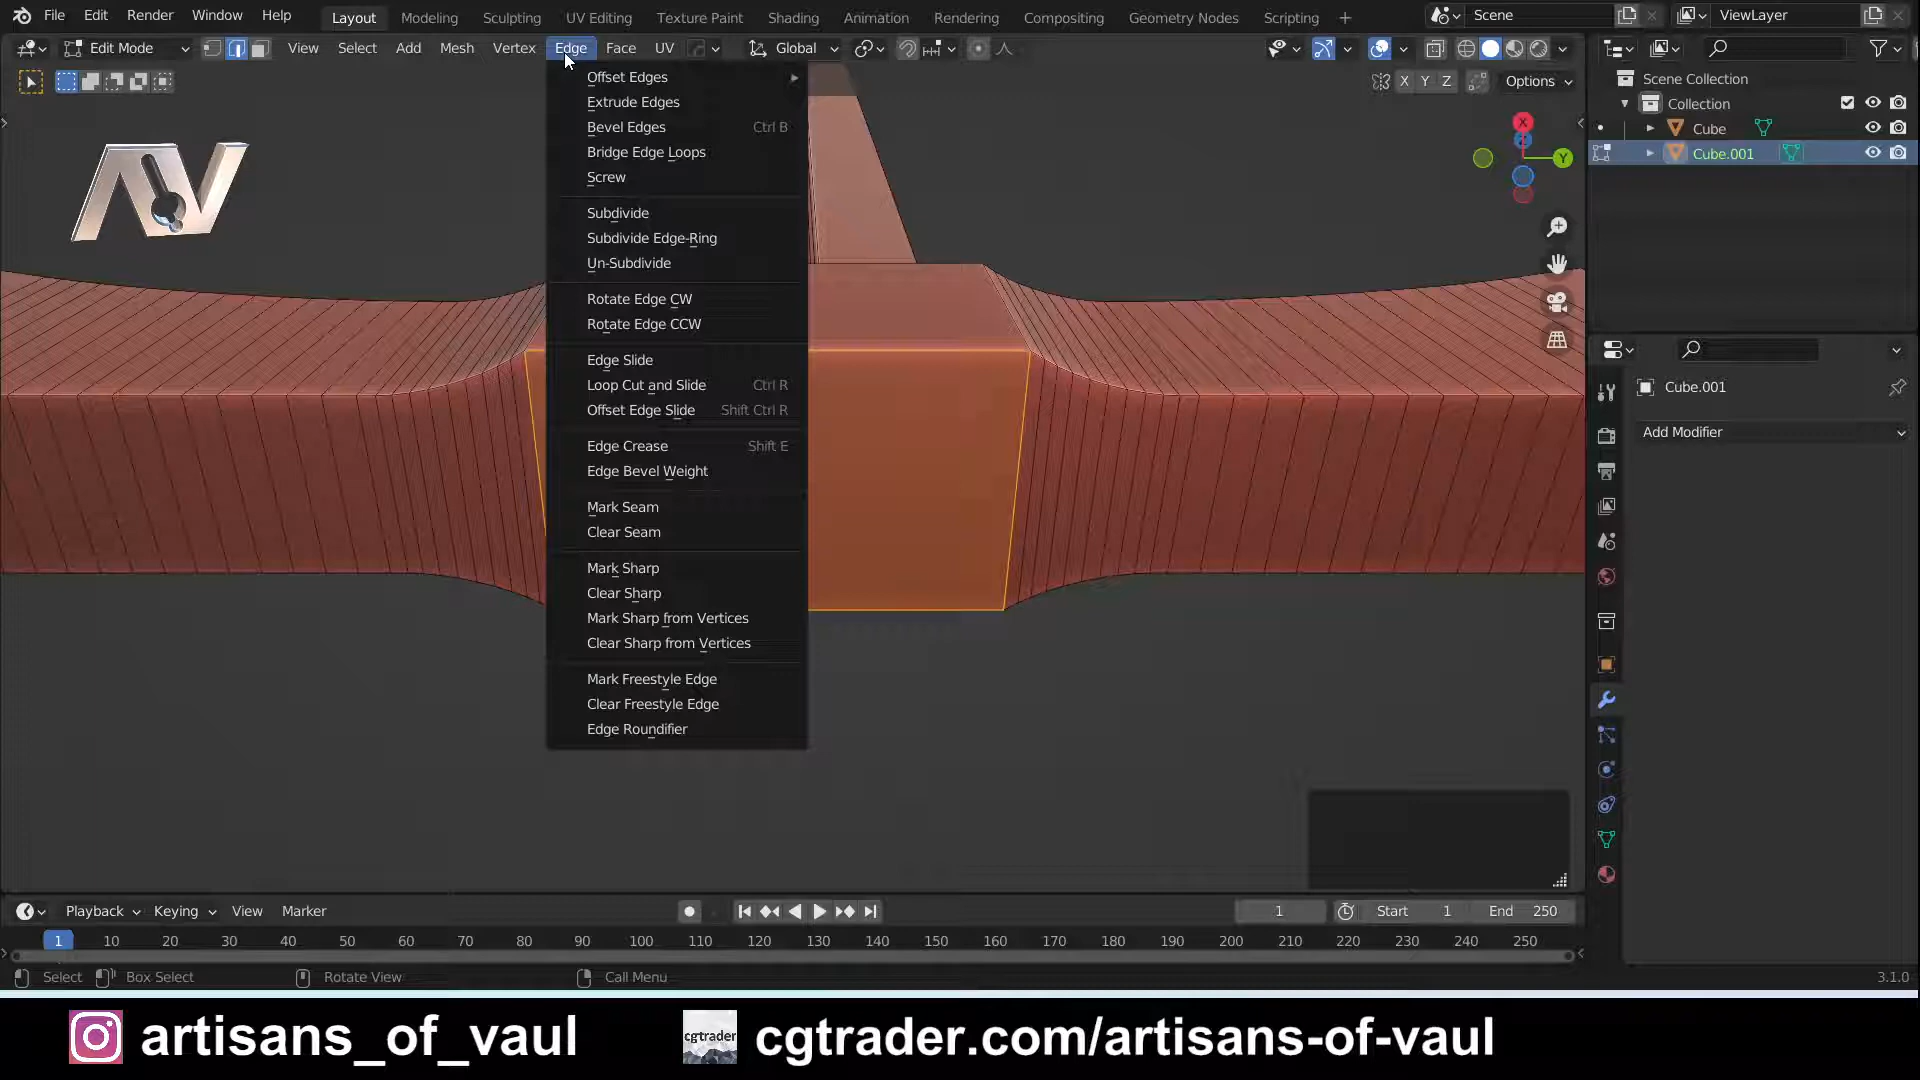 File Edit Render Window Help Layout Modeling Sculpting UV Editing Texture Paint Shading Animation Rendering Compositing Geometry Nodes Scripting + Scene ViewLayer
Edit Mode View Select Add Mesh Vertex Edge Face UV Global
X Y Z Options
Offset Edges
Extrude Edges
Bevel Edges Ctrl B
Bridge Edge Loops
Screw
Subdivide
Subdivide Edge-Ring
Un-Subdivide
Rotate Edge CW
Rotate Edge CCW
Edge Slide
Loop Cut and Slide Ctrl R
Offset Edge Slide Shift Ctrl R
Edge Crease Shift E
Edge Bevel Weight
Mark Seam
Clear Seam
Mark Sharp
Clear Sharp
Mark Sharp from Vertices
Clear Sharp from Vertices
Mark Freestyle Edge
Clear Freestyle Edge
Edge Roundifier
AV
X
Y
Scene Collection
Collection
Cube
Cube.001
Cube.001
Add Modifier
Playback Keying View Marker 1 Start 1 End 250
1 10 20 30 40 50 60 70 80 90 100 110 120 130 140 150 160 170 180 190 200 210 220 230 240 250
Select Box Select Rotate View Call Menu 3.1.0
artisans_of_vaul cgtrader cgtrader.com/artisans-of-vaul